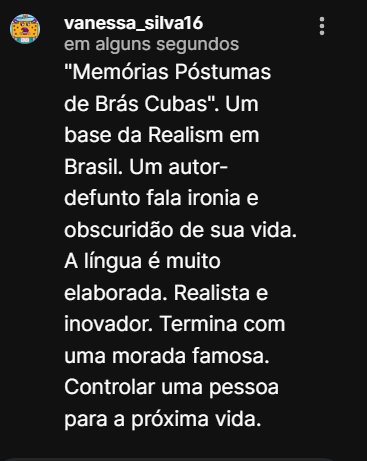 vanessa_silva16
em alguns segundos
"Memórias Póstumas
de Brás Cubas". Um
base da Realism em
Brasil. Um autor-
defunto fala ironia e
obscuridão de sua vida.
A língua é muito
elaborada. Realista e
inovador. Termina com
uma morada famosa.
Controlar uma pessoa
para a próxima vida.